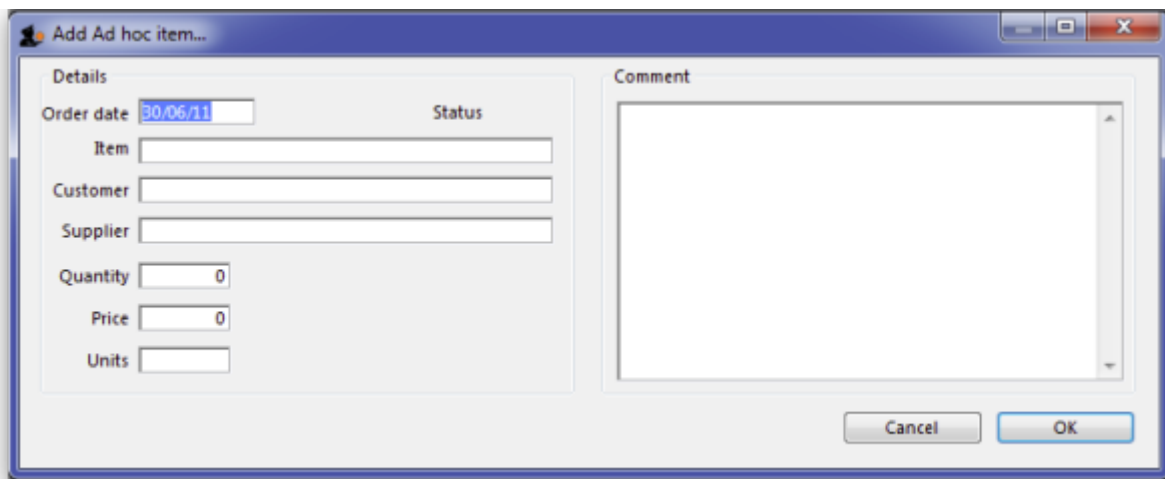 Add Ad hoc item...
Details
Order date 30/06/11 Status
Item
Customer
Supplier
Quantity 0
Price 0
Units
Comment
Cancel OK